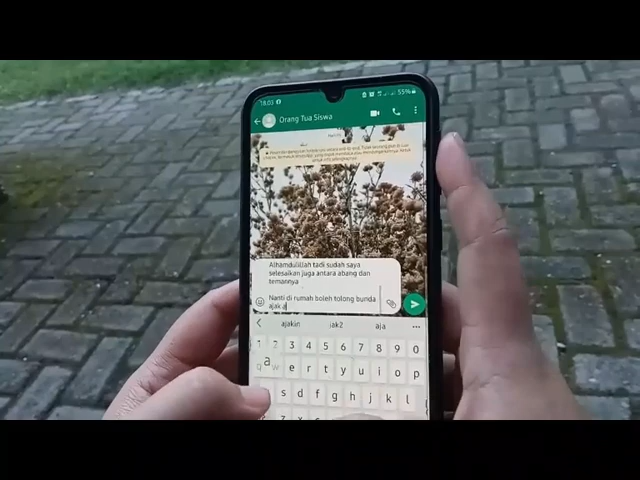 18.03
55%
Orang Tua Siswa
Alhamdulillah tadi sudah saya
selesaikan juga antara abang dan
temannya
Nanti di rumah boleh tolong bunda
ajak a
ajakin ajak2 aja
1 2 3 4 5 6 7 8 9 0
a
q w e r t y u i o p
s d f g h j k l
z x